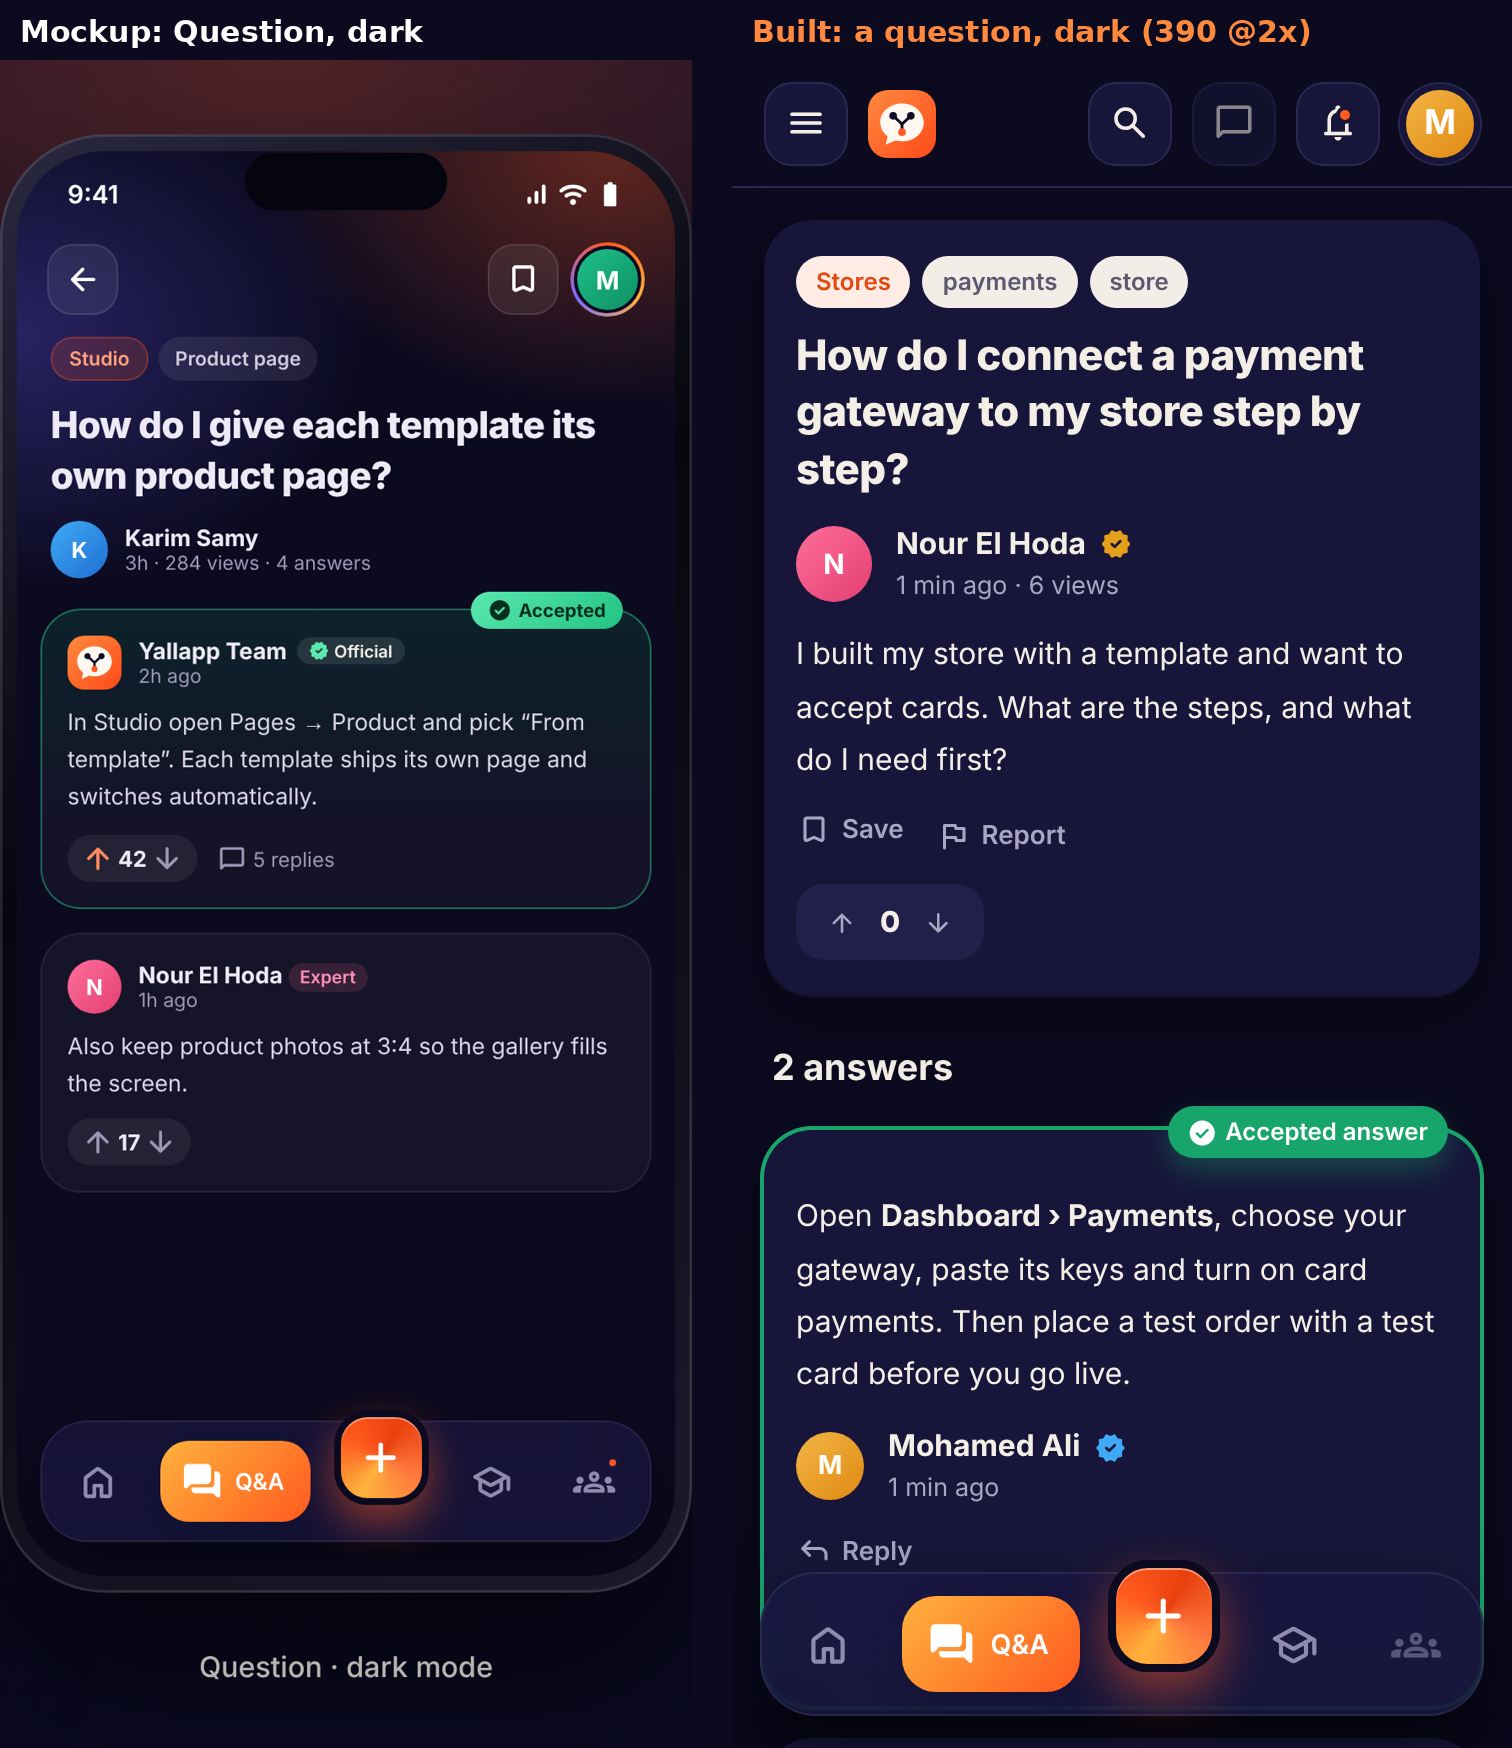 Mockup: Question, dark
9:41
M
Studio
Product page
How do I give each template its
own product page?
K
Karim Samy
3h · 284 views · 4 answers
Accepted
Yallapp Team
Official
2h ago
In Studio open Pages → Product and pick “From
template”. Each template ships its own page and
switches automatically.
42
5 replies
N
Nour El Hoda
Expert
1h ago
Also keep product photos at 3:4 so the gallery fills
the screen.
17
Q&A
Question · dark mode
Built: a question, dark (390 @2x)
M
Stores
payments
store
How do I connect a payment
gateway to my store step by
step?
N
Nour El Hoda
1 min ago · 6 views
I built my store with a template and want to
accept cards. What are the steps, and what
do I need first?
Save
Report
0
2 answers
Accepted answer
Open Dashboard › Payments, choose your
gateway, paste its keys and turn on card
payments. Then place a test order with a test
card before you go live.
M
Mohamed Ali
1 min ago
Reply
Q&A